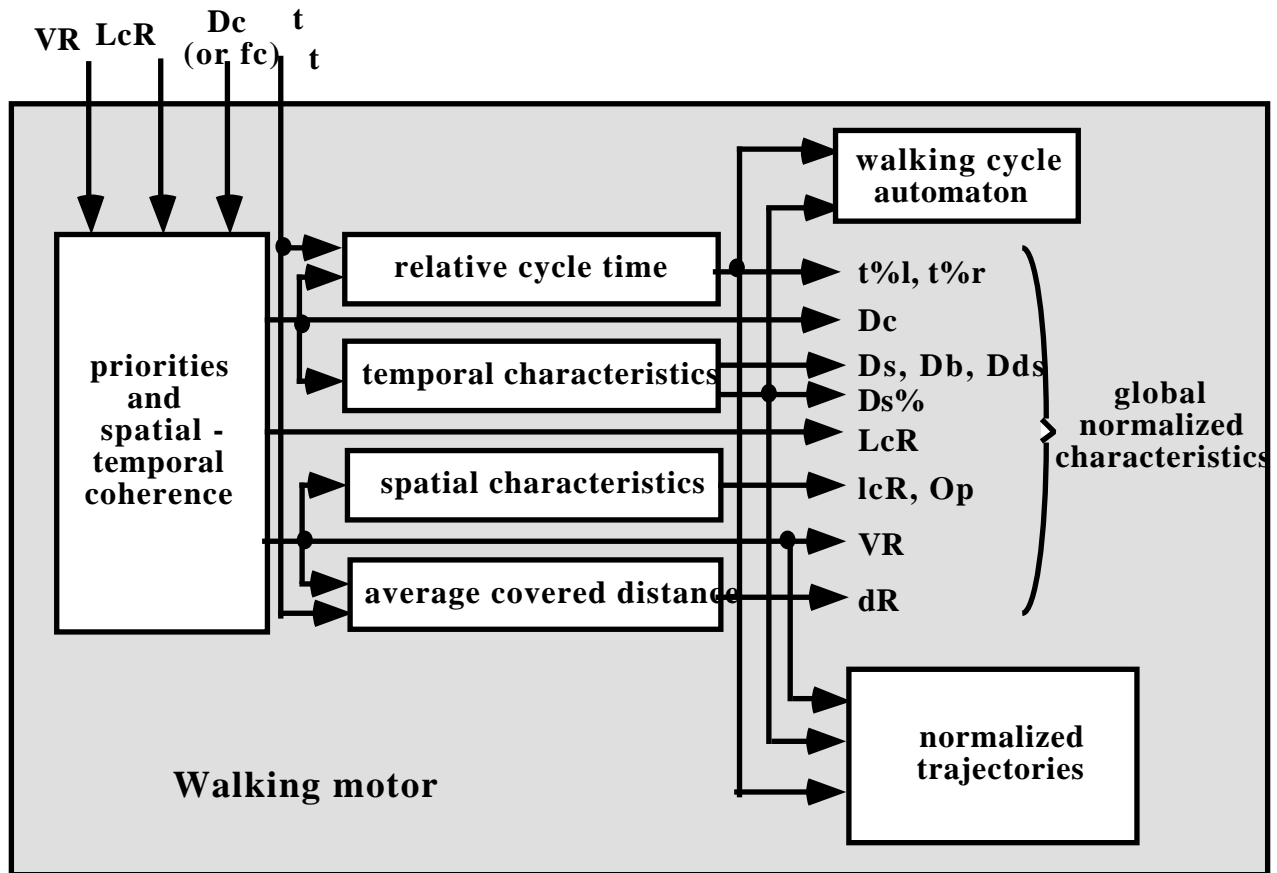 VR LcR Dc t
(or fc) t
walking cycle
automaton
relative cycle time
t%l, t%r
Dc
priorities
and
spatial -
temporal
coherence
temporal characteristics
Ds, Db, Dds
Ds%
LcR
global
normalized
characteristics
spatial characteristics
lcR, Op
VR
average covered distance
dR
normalized
trajectories
Walking motor